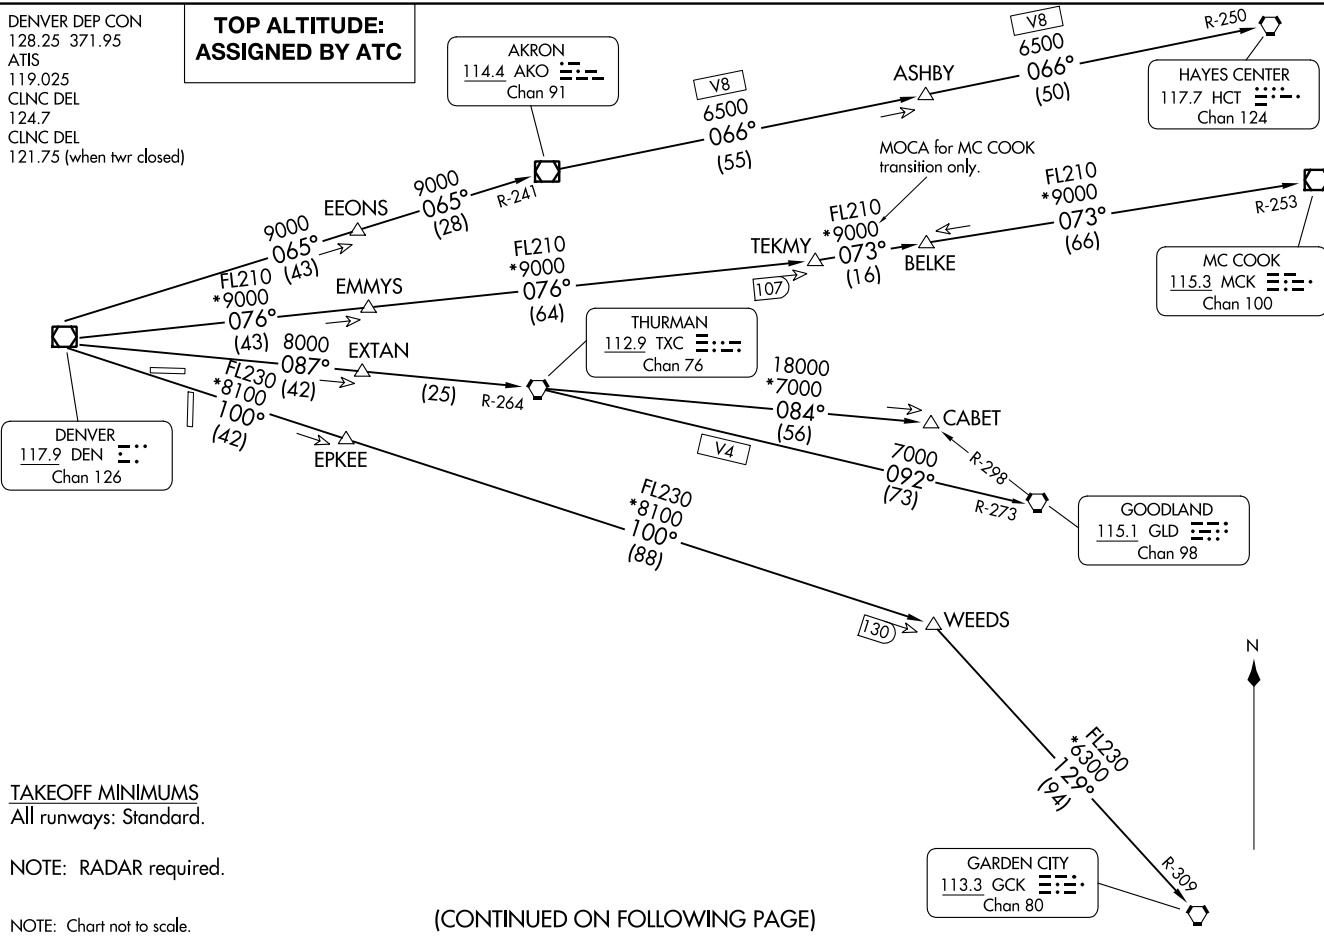 DENVER DEP CON
128.25 371.95
ATIS
119.025
CLNC DEL
124.7
CLNC DEL
121.75 (when twr closed)
TOP ALTITUDE:
ASSIGNED BY ATC
AKRON
114.4 AKO
Chan 91
V8
6500
066°
(55)
ASHBY
V8
6500
066°
(50)
R-250
HAYES CENTER
117.7 HCT
Chan 124
MOCA for MC COOK
transition only.
9000
065°
(43)
EEONS
9000
065°
(28)
R-241
FL210
*9000
076°
(43)
EMMYS
FL210
*9000
076°
(64)
TEKMY
107
FL210
*9000
073°
(16)
BELKE
FL210
*9000
073°
(66)
R-253
MC COOK
115.3 MCK
Chan 100
8000
087°
(42)
EXTAN
(25)
R-264
THURMAN
112.9 TXC
Chan 76
18000
*7000
084°
(56)
CABET
V4
7000
092°
(73)
R-298
R-273
GOODLAND
115.1 GLD
Chan 98
DENVER
117.9 DEN
Chan 126
FL230
*8100
100°
(42)
EPKEE
FL230
*8100
100°
(88)
130
WEEDS
N
FL230
*6300
129°
(94)
R-309
GARDEN CITY
113.3 GCK
Chan 80
TAKEOFF MINIMUMS
All runways: Standard.
NOTE: RADAR required.
NOTE: Chart not to scale.
(CONTINUED ON FOLLOWING PAGE)